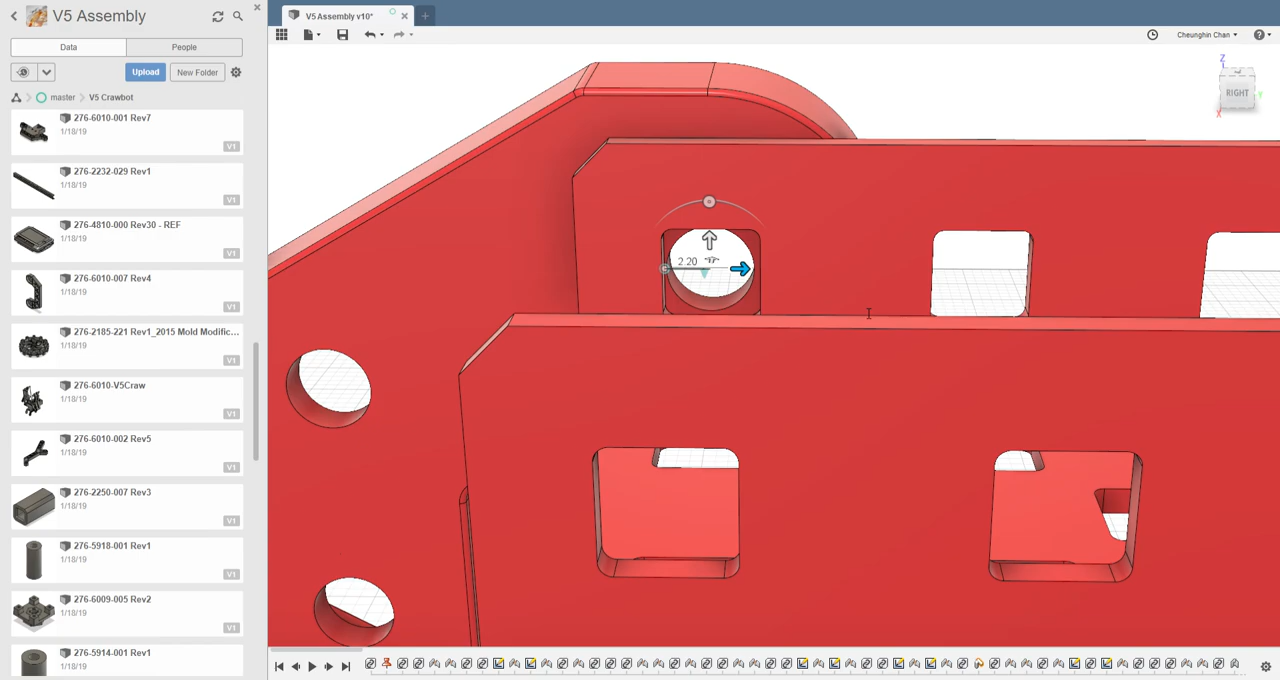 V5 Assembly
V5 Assembly v10*
Cheunghin Chan
Data
People
Upload
New Folder
master
V5 Crawbot
276-6010-001 Rev7
1/18/19
V1
276-2232-029 Rev1
1/18/19
V1
276-4810-000 Rev30 - REF
1/18/19
V1
276-6010-007 Rev4
1/18/19
V1
276-2185-221 Rev1_2015 Mold Modific...
1/18/19
V1
276-6010-V5Craw
1/18/19
V1
276-6010-002 Rev5
1/18/19
V1
276-2250-007 Rev3
1/18/19
V1
276-5918-001 Rev1
1/18/19
V1
276-6009-005 Rev2
1/18/19
V1
276-5914-001 Rev1
Z
RIGHT
Y
X
2.20